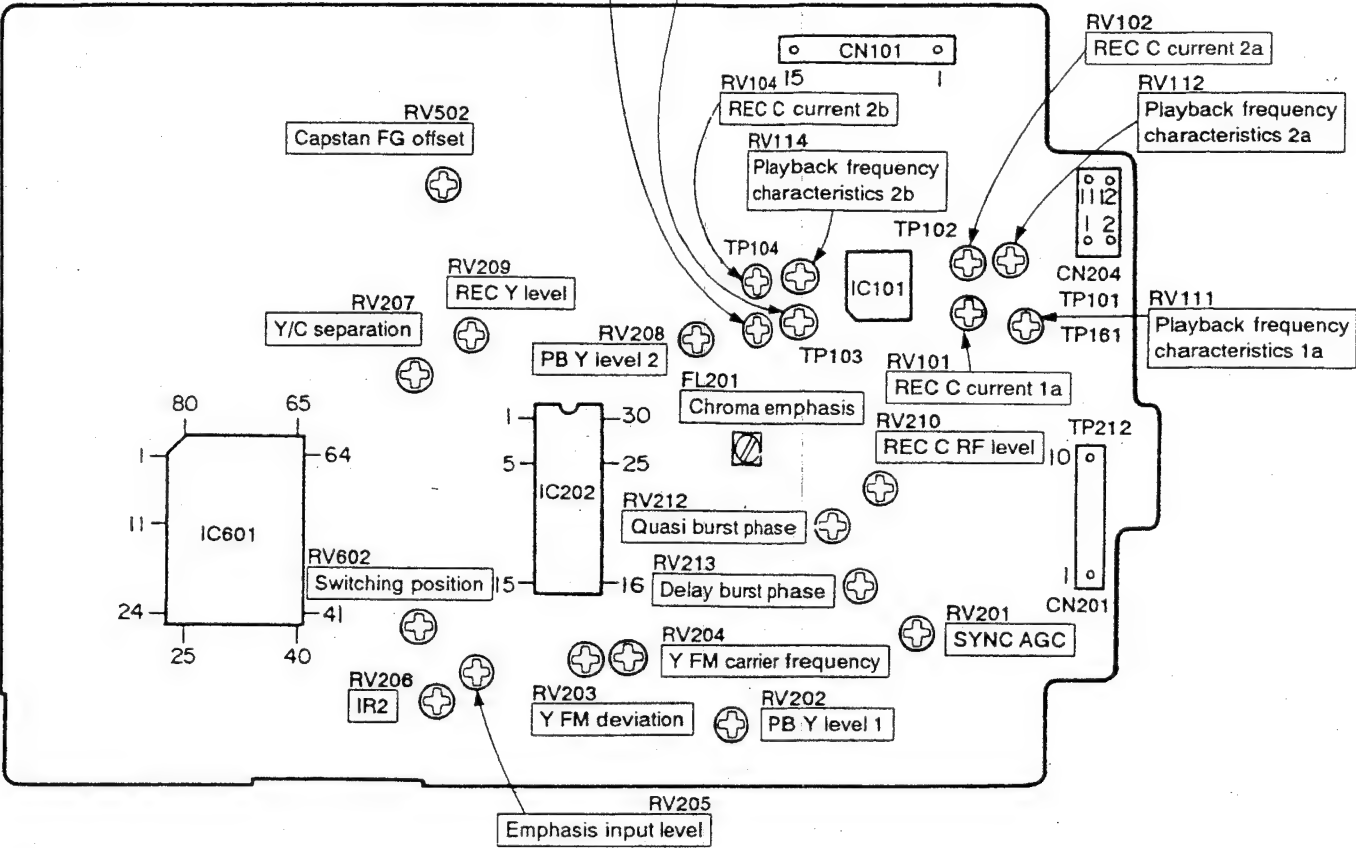 RV102
REC C current 2a
CN101
15
1
RV104
REC C current 2b
RV112
Playback frequency
characteristics 2a
RV502
Capstan FG offset
RV114
Playback frequency
characteristics 2b
11 12
1 2
CN204
TP102
TP104
IC101
RV209
REC Y level
RV207
Y/C separation
RV208
PB Y level 2
TP103
TP101
TP161
RV111
Playback frequency
characteristics 1a
RV101
REC C current 1a
FL201
Chroma emphasis
RV210
REC C RF level
TP212
10
1
CN201
80
65
1
64
11
IC601
24
41
25
40
1
30
5
25
IC202
15
16
RV212
Quasi burst phase
RV602
Switching position
RV213
Delay burst phase
RV201
SYNC AGC
RV204
Y FM carrier frequency
RV206
IR2
RV203
Y FM deviation
RV202
PB Y level 1
RV205
Emphasis input level